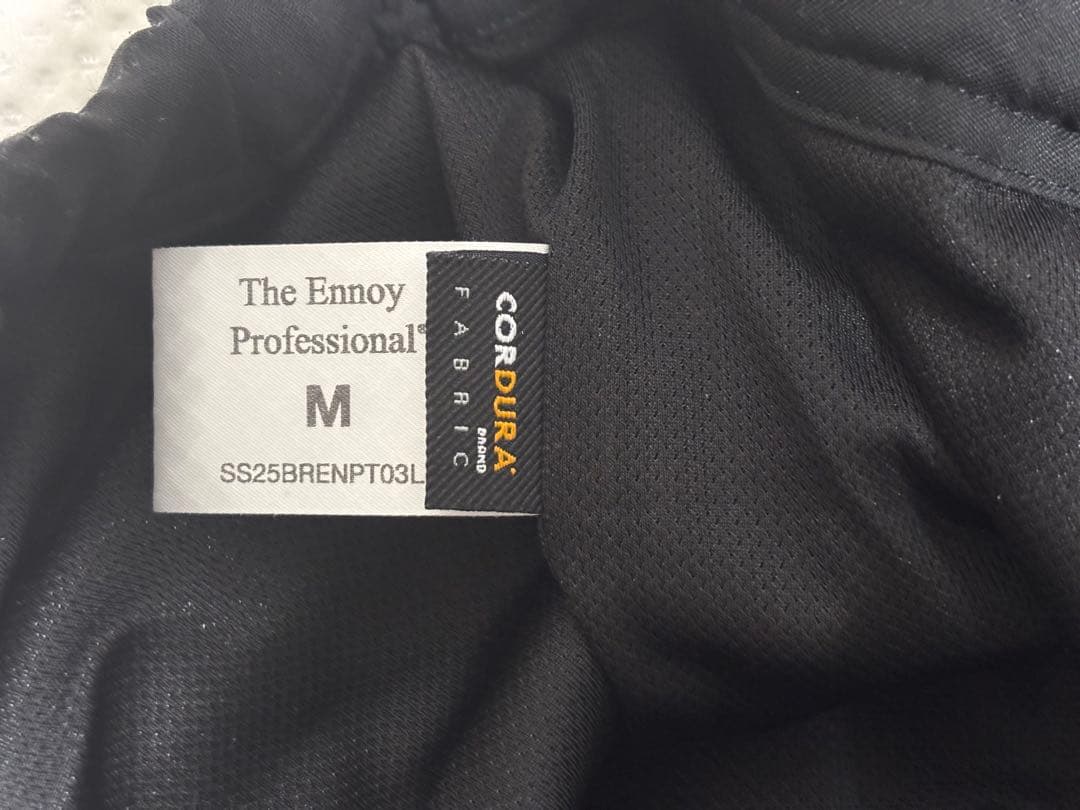 The Ennoy
Professional®
M
SS25BRENPT03L
CORDURA
BRAND
FABRIC